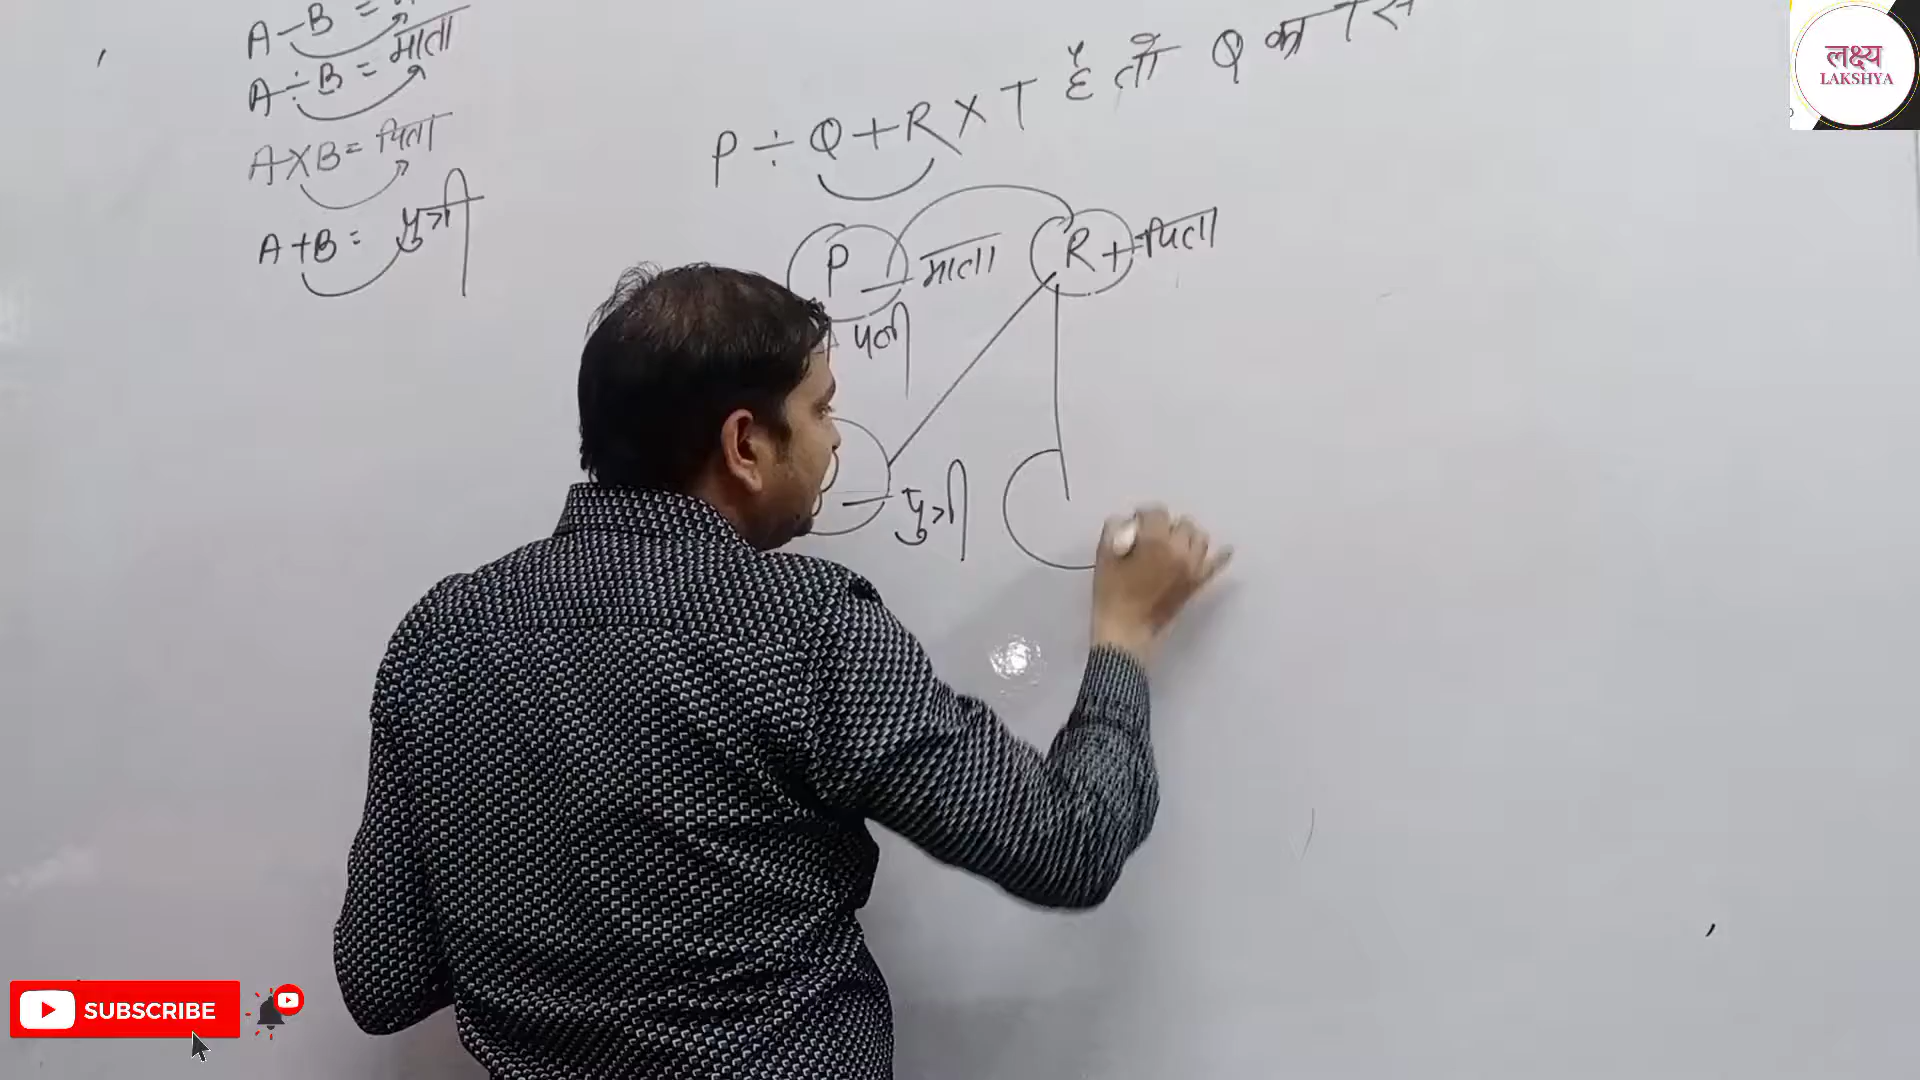 A - B =
A ÷ B = माता
A × B = पिता
A + B = पुत्री
P ÷ Q + R × T है तो Q का T से
P - माता
R + पिता
पत्नी
- पुत्री
लक्ष्य
LAKSHYA
SUBSCRIBE